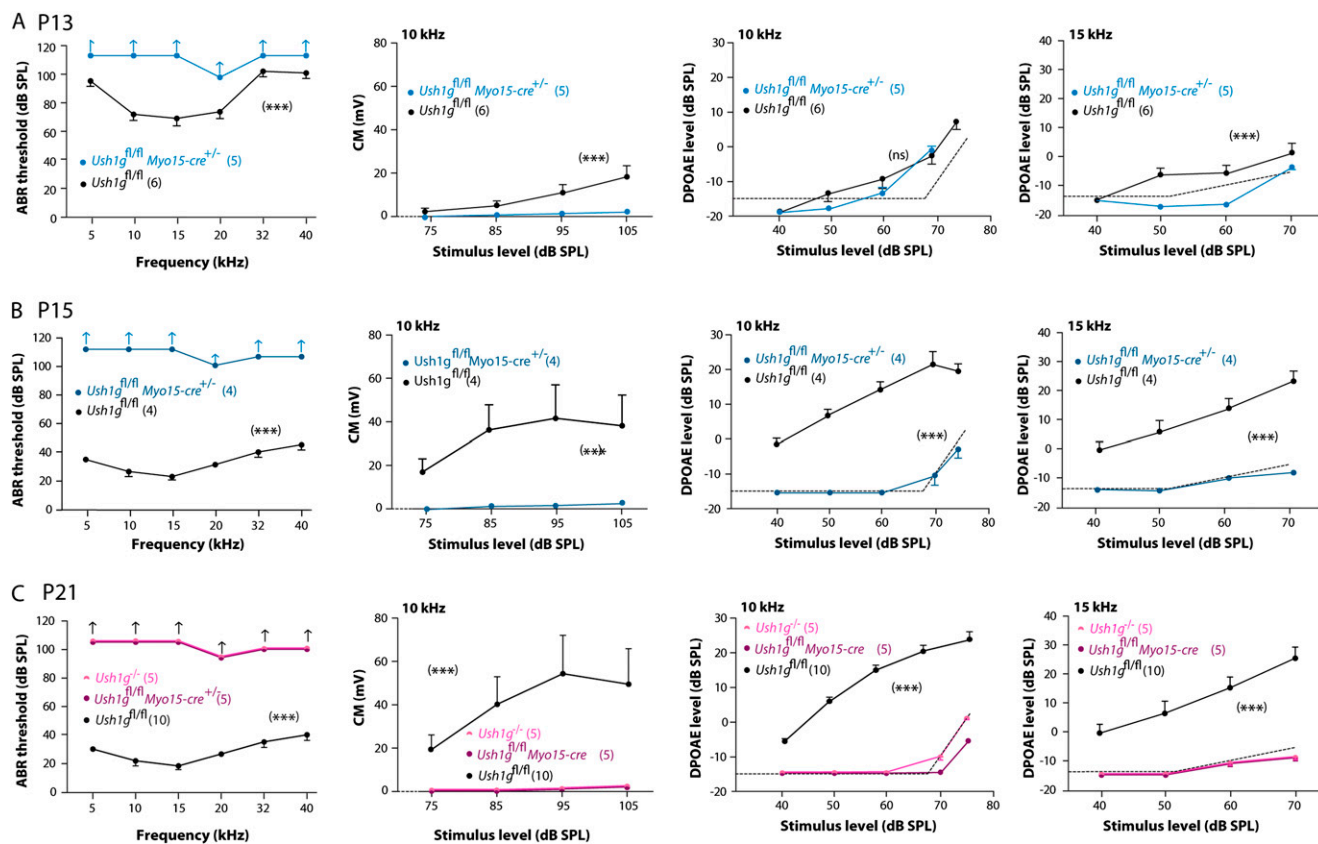 A P13
ABR threshold (dB SPL)
120
100
80
60
40
20
0
Ush1g fl/fl Myo15-cre +/- (5)
Ush1g fl/fl (6)
(***)
5 10 15 20 32 40
Frequency (kHz)
10 kHz
CM (mV)
80
60
40
20
0
Ush1g fl/fl Myo15-cre +/- (5)
Ush1g fl/fl (6)
(***)
75 85 95 105
Stimulus level (dB SPL)
10 kHz
DPOAE level (dB SPL)
40
30
20
10
0
-10
-20
Ush1g fl/fl Myo15-cre +/- (5)
Ush1g fl/fl (6)
(ns)
40 50 60 70 80
Stimulus level (dB SPL)
15 kHz
DPOAE level (dB SPL)
40
30
20
10
0
-10
-20
Ush1g fl/fl Myo15-cre +/- (5)
Ush1g fl/fl (6)
(***)
40 50 60 70
Stimulus level (dB SPL)
B P15
ABR threshold (dB SPL)
120
100
80
60
40
20
0
Ush1g fl/fl Myo15-cre +/- (4)
Ush1g fl/fl (4)
(***)
5 10 15 20 32 40
Frequency (kHz)
10 kHz
CM (mV)
80
60
40
20
0
Ush1g fl/fl Myo15-cre +/- (4)
Ush1g fl/fl (4)
(***
75 85 95 105
Stimulus level (dB SPL)
10 kHz
DPOAE level (dB SPL)
40
30
20
10
0
-10
-20
Ush1g fl/fl Myo15-cre +/- (4)
Ush1g fl/fl (4)
(***)
40 50 60 70 80
Stimulus level (dB SPL)
15 kHz
DPOAE level (dB SPL)
40
30
20
10
0
-10
-20
Ush1g fl/fl Myo15-cre +/- (4)
Ush1g fl/fl (4)
(***)
40 50 60 70
Stimulus level (dB SPL)
C P21
ABR threshold (dB SPL)
120
100
80
60
40
20
0
Ush1g -/- (5)
Ush1g fl/fl Myo15-cre +/- (5)
Ush1g fl/fl (10)
(***)
5 10 15 20 32 40
Frequency (kHz)
10 kHz
CM (mV)
80
60
40
20
0
(***)
Ush1g -/- (5)
Ush1g fl/fl Myo15-cre (5)
Ush1g fl/fl (10)
75 85 95 105
Stimulus level (dB SPL)
10 kHz
DPOAE level (dB SPL)
30
20
10
0
-10
-20
Ush1g -/- (5)
Ush1g fl/fl Myo15-cre (5)
Ush1g fl/fl (10)
(***)
40 50 60 70 80
Stimulus level (dB SPL)
15 kHz
DPOAE level (dB SPL)
40
30
20
10
0
-10
-20
Ush1g -/- (5)
Ush1g fl/fl Myo15-cre (5)
Ush1g fl/fl (10)
(***)
40 50 60 70
Stimulus level (dB SPL)